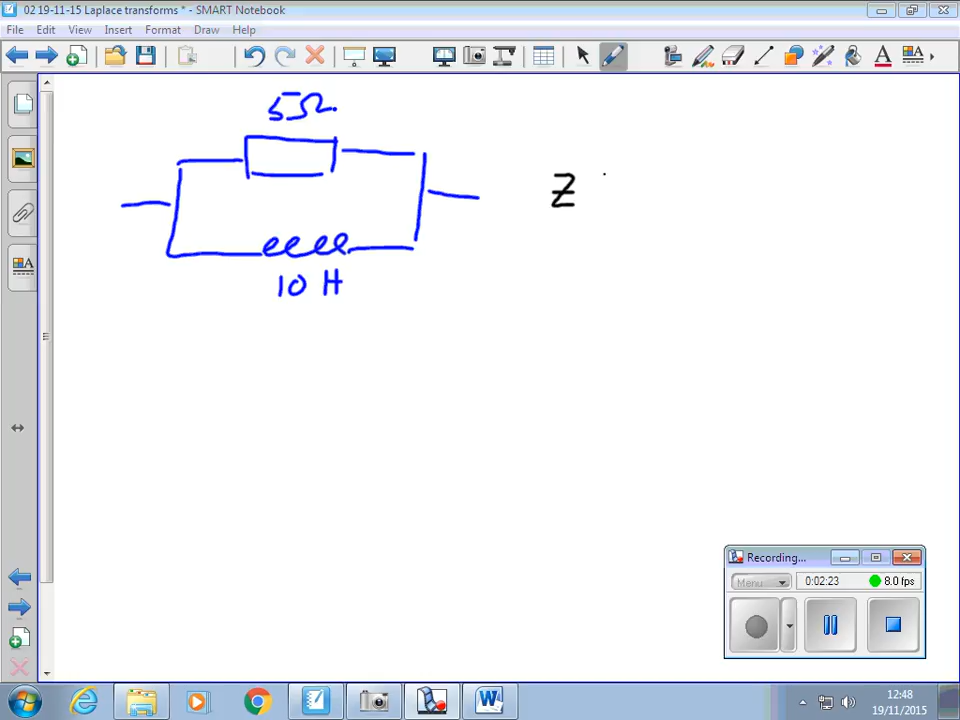 02 19-11-15 Laplace transforms * - SMART Notebook
File Edit View Insert Format Draw Help
5Ω
Z
10 H
Recording...
Menu 0:02:23 8.0 fps
12:48
19/11/2015